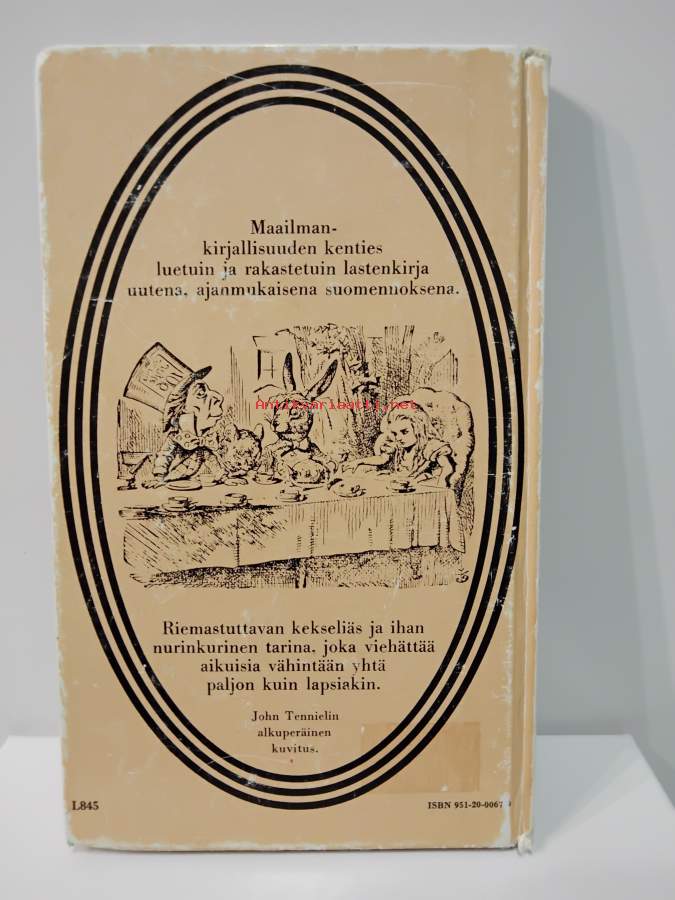 Maailman-
kirjallisuuden kenties
luetuin ja rakastetuin lastenkirja
uutena, ajanmukaisena suomennoksena.
Antikvariaatti.net
Riemastuttavan kekseliäs ja ihan
nurinkurinen tarina, joka viehättää
aikuisia vähintään yhtä
paljon kuin lapsiakin.
John Tennielin
alkuperäinen
kuvitus.
L845
ISBN 951-20-0067